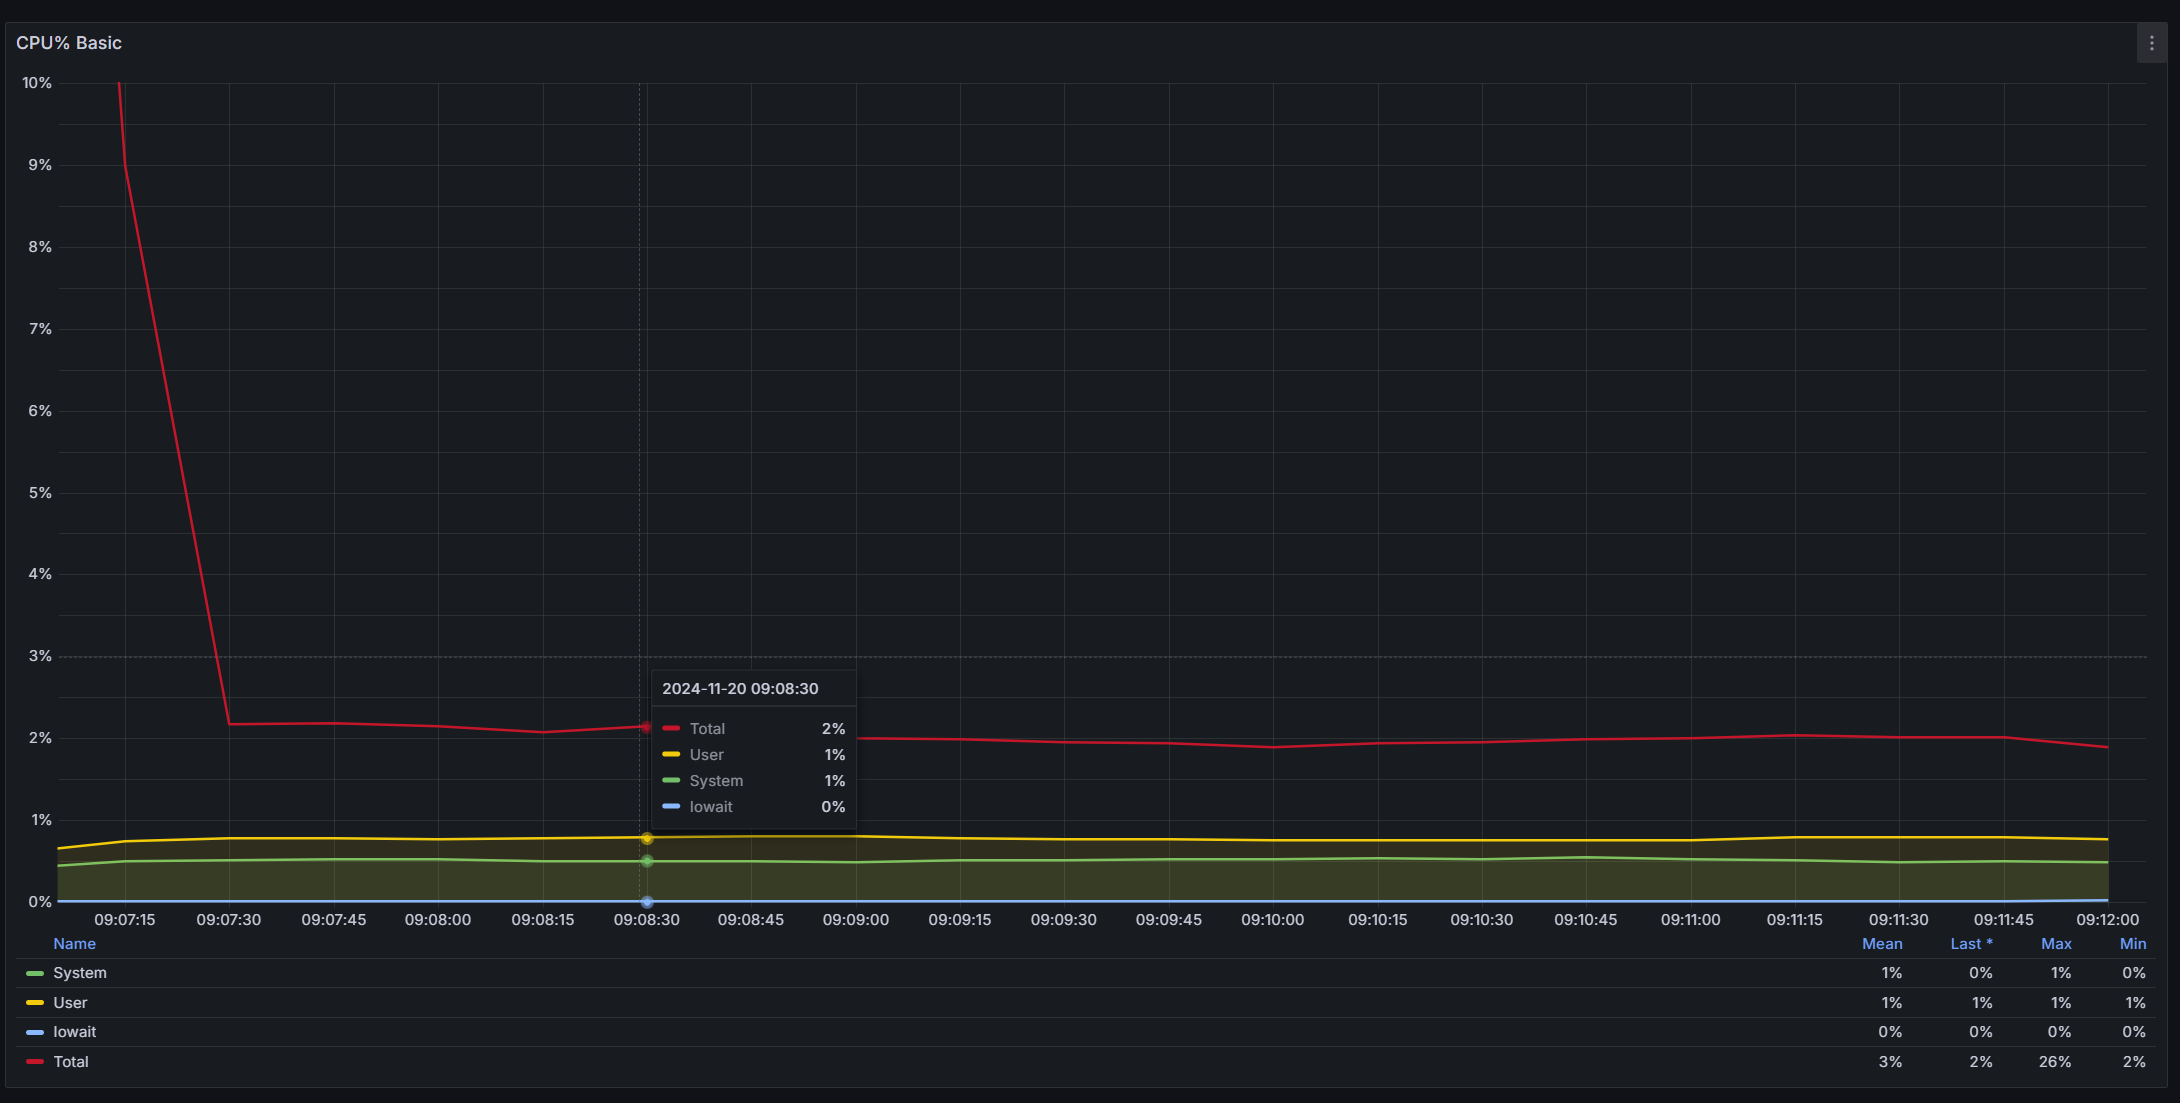 CPU% Basic
10%
9%
8%
7%
6%
5%
4%
3%
2%
1%
0%
2024-11-20 09:08:30
Total 2%
User 1%
System 1%
Iowait 0%
09:07:15 09:07:30 09:07:45 09:08:00 09:08:15 09:08:30 09:08:45 09:09:00 09:09:15 09:09:30 09:09:45 09:10:00 09:10:15 09:10:30 09:10:45 09:11:00 09:11:15 09:11:30 09:11:45 09:12:00
Name Mean Last * Max Min
System 1% 0% 1% 0%
User 1% 1% 1% 1%
Iowait 0% 0% 0% 0%
Total 3% 2% 26% 2%